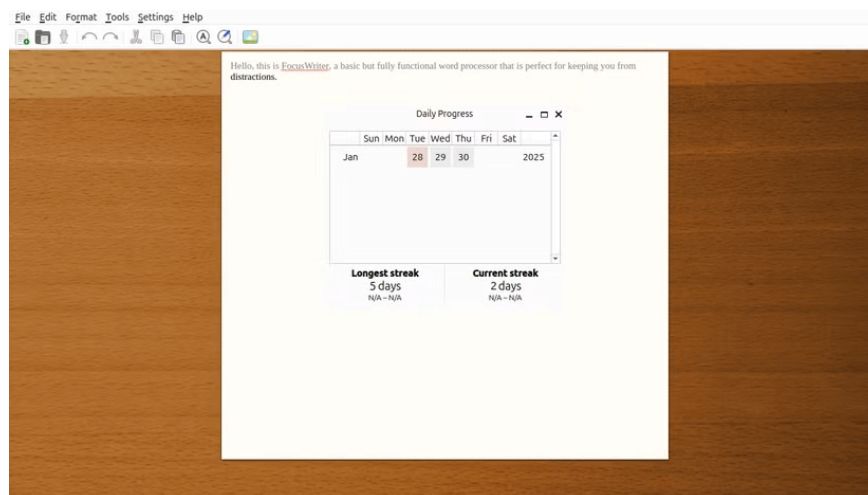 File Edit Format Tools Settings Help
Hello, this is FocusWriter, a basic but fully functional word processor that is perfect for keeping you from
distractions.
Daily Progress
Sun Mon Tue Wed Thu Fri Sat
Jan 28 29 30 2025
Longest streak Current streak
5 days 2 days
N/A – N/A N/A – N/A